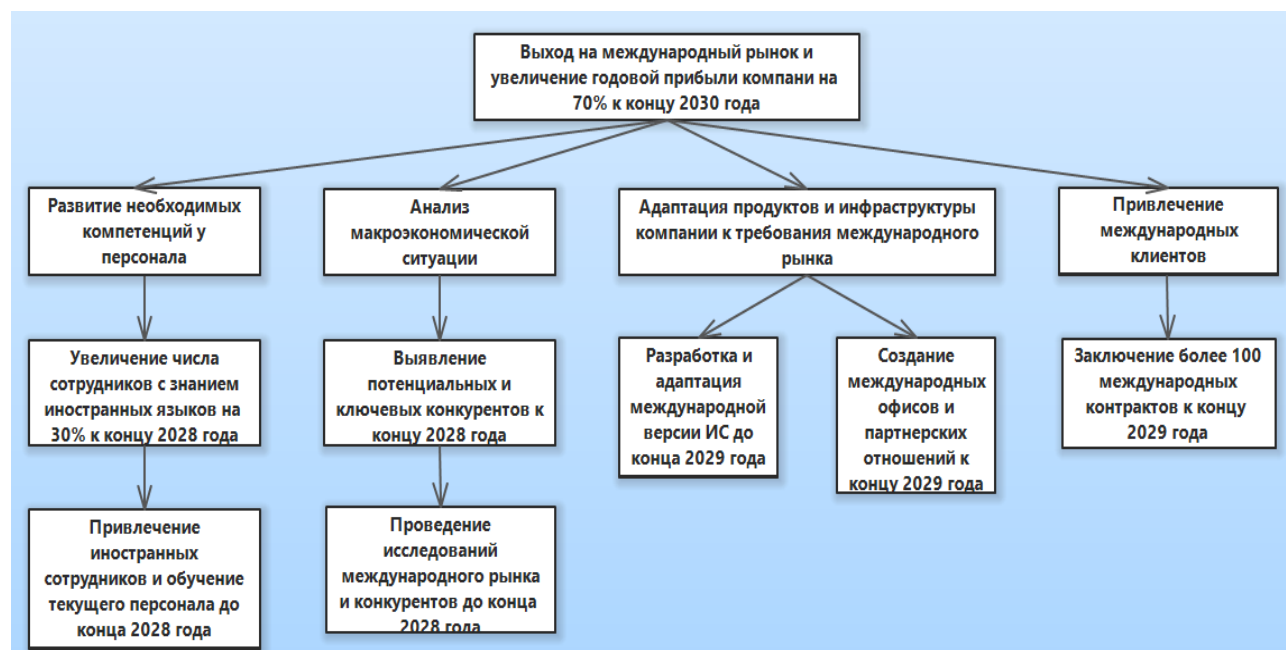 Выход на международный рынок и
увеличение годовой прибыли компани на
70% к концу 2030 года
Развитие необходимых
компетенций у
персонала
Анализ
макроэкономической
ситуации
Адаптация продуктов и инфраструктуры
компании к требования международного
рынка
Привлечение
международных
клиентов
Увеличение числа
сотрудников с знанием
иностранных языков на
30% к концу 2028 года
Выявление
потенциальных и
ключевых конкурентов к
концу 2028 года
Разработка и
адаптация
международной
версии ИС до
конца 2029 года
Создание
международных
офисов и
партнерских
отношений к
концу 2029 года
Заключение более 100
международных
контрактов к концу
2029 года
Привлечение
иностранных
сотрудников и обучение
текущего персонала до
конца 2028 года
Проведение
исследований
международного рынка
и конкурентов до конца
2028 года